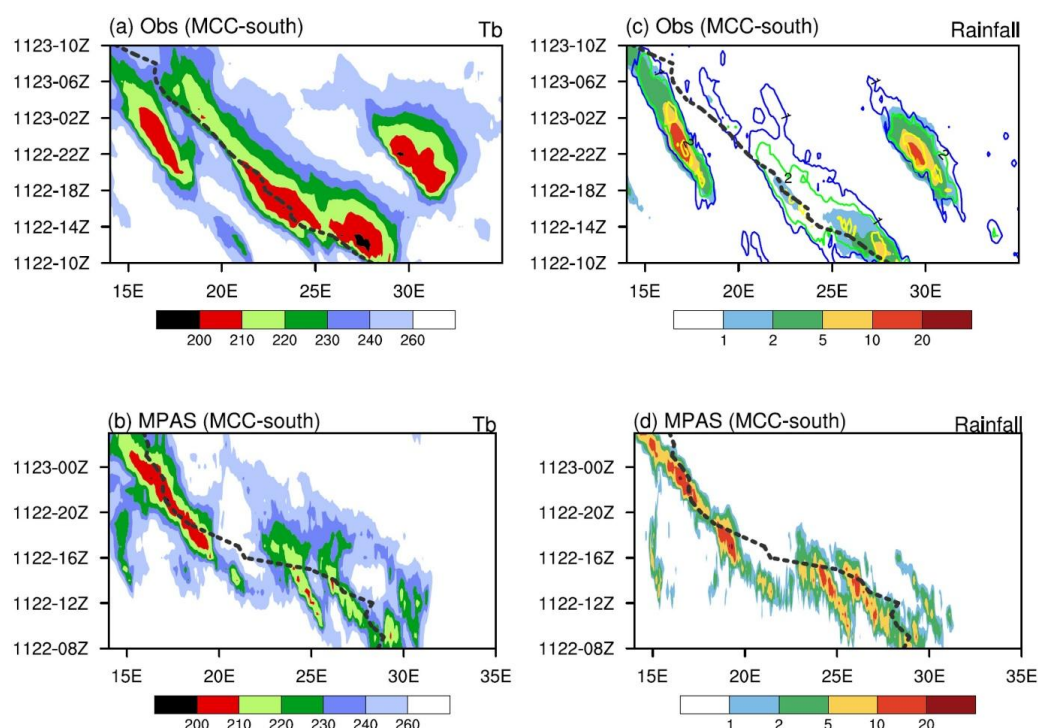 (a) Obs (MCC-south) Tb
1123-10Z
1123-06Z
1123-02Z
1122-22Z
1122-18Z
1122-14Z
1122-10Z
15E 20E 25E 30E
200 210 220 230 240 260
(c) Obs (MCC-south) Rainfall
1123-10Z
1123-06Z
1123-02Z
1122-22Z
1122-18Z
1122-14Z
1122-10Z
2
15E 20E 25E 30E
1 2 5 10 20
(b) MPAS (MCC-south) Tb
1123-00Z
1122-20Z
1122-16Z
1122-12Z
1122-08Z
15E 20E 25E 30E 35E
200 210 220 230 240 260
(d) MPAS (MCC-south) Rainfall
1123-00Z
1122-20Z
1122-16Z
1122-12Z
1122-08Z
15E 20E 25E 30E 35E
1 2 5 10 20